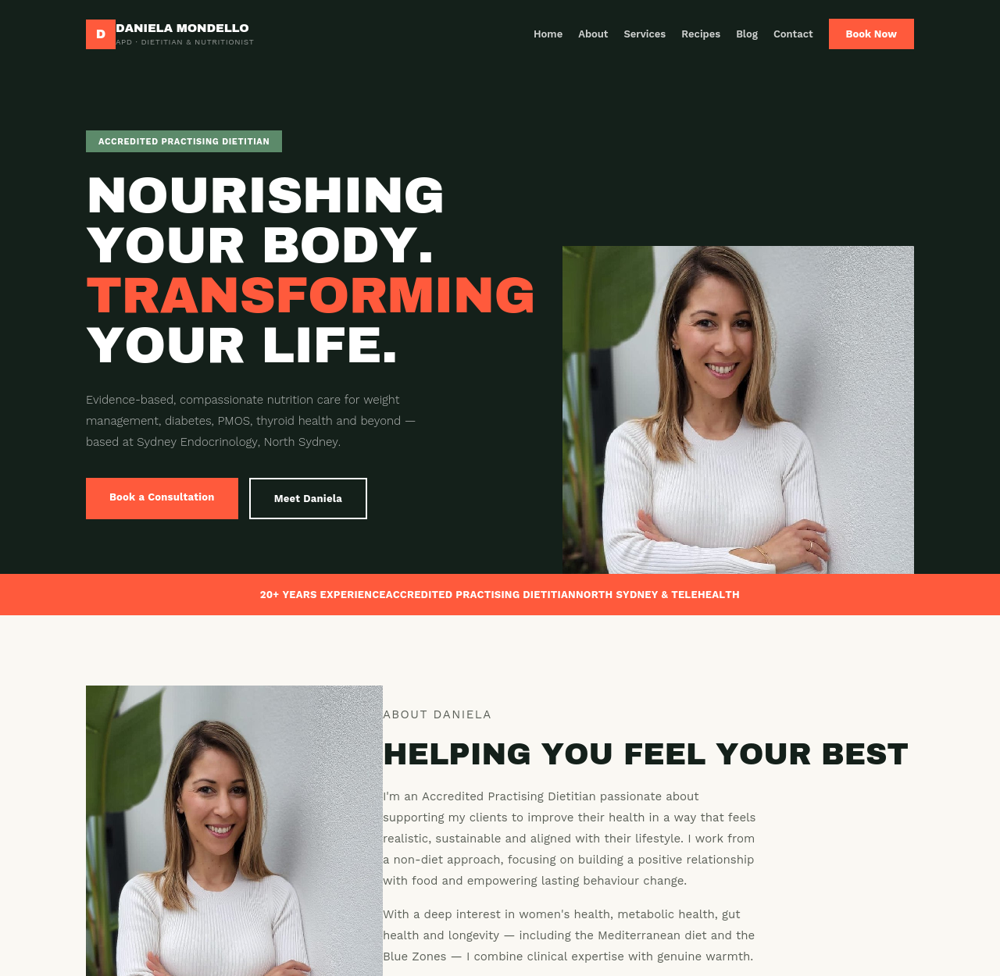 D
DANIELA MONDELLO
APD · DIETITIAN & NUTRITIONIST
Home About Services Recipes Blog Contact Book Now
ACCREDITED PRACTISING DIETITIAN
NOURISHING
YOUR BODY.
TRANSFORMING
YOUR LIFE.
Evidence-based, compassionate nutrition care for weight
management, diabetes, PMOS, thyroid health and beyond —
based at Sydney Endocrinology, North Sydney.
Book a Consultation Meet Daniela
20+ YEARS EXPERIENCEACCREDITED PRACTISING DIETITIANNORTH SYDNEY & TELEHEALTH
ABOUT DANIELA
HELPING YOU FEEL YOUR BEST
I'm an Accredited Practising Dietitian passionate about
supporting my clients to improve their health in a way that feels
realistic, sustainable and aligned with their lifestyle. I work from
a non-diet approach, focusing on building a positive relationship
with food and empowering lasting behaviour change.
With a deep interest in women's health, metabolic health, gut
health and longevity — including the Mediterranean diet and the
Blue Zones — I combine clinical expertise with genuine warmth.